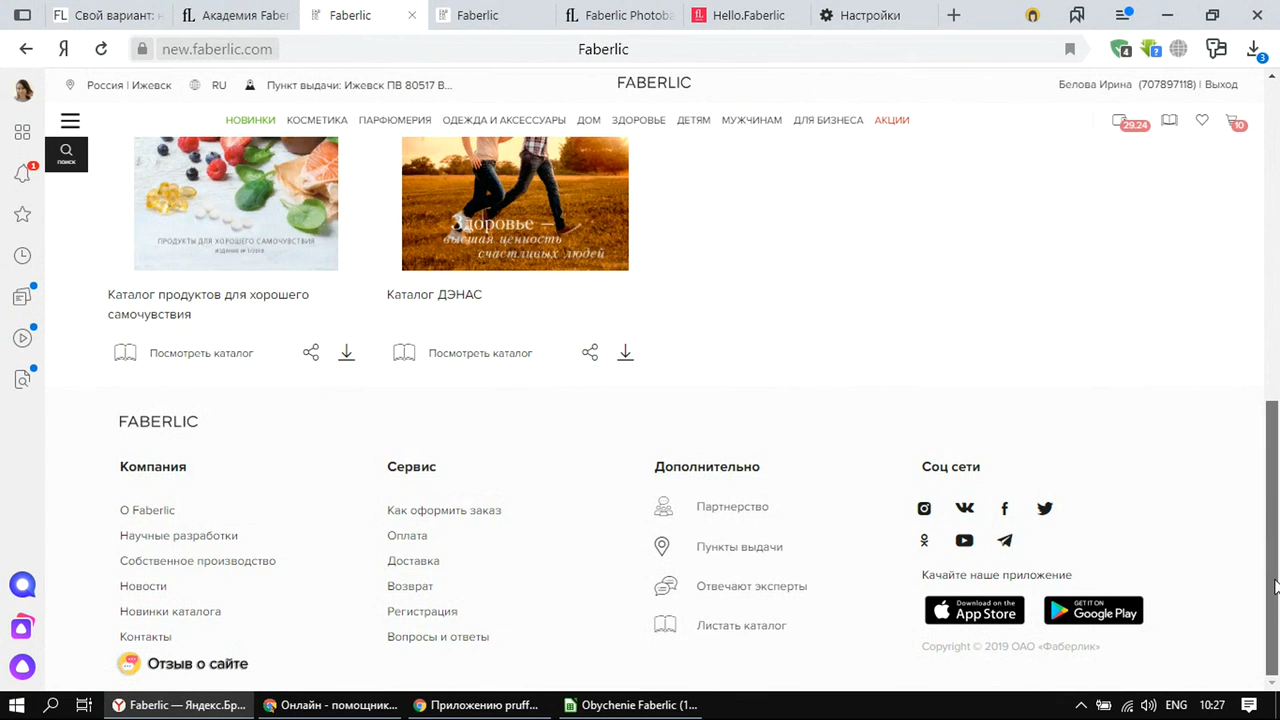 FL Свой вариант: н
fL Академия Faber
Faberlic
Faberlic
fL Faberlic Photoba
Hello.Faberlic
Настройки
Я new.faberlic.com
Faberlic
4
?
3
Россия | Ижевск RU Пункт выдачи: Ижевск ПВ 80517 В...
FABERLIC
Белова Ирина (707897118) | Выход
НОВИНКИ КОСМЕТИКА ПАРФЮМЕРИЯ ОДЕЖДА И АКСЕССУАРЫ ДОМ ЗДОРОВЬЕ ДЕТЯМ МУЖЧИНАМ ДЛЯ БИЗНЕСА АКЦИИ
29.24
10
ПОИСК
1
ПРОДУКТЫ ДЛЯ ХОРОШЕГО САМОЧУВСТВИЯ
Здоровье —
высшая ценность
счастливых людей
Каталог продуктов для хорошего
самочувствия
Каталог ДЭНАС
Посмотреть каталог
Посмотреть каталог
FABERLIC
Компания
О Faberlic
Научные разработки
Собственное производство
Новости
Новинки каталога
Контакты
Отзыв о сайте
Сервис
Как оформить заказ
Оплата
Доставка
Возврат
Регистрация
Вопросы и ответы
Дополнительно
Партнерство
Пункты выдачи
Отвечают эксперты
Листать каталог
Соц сети
Качайте наше приложение
Download on the
App Store
GET IT ON
Google Play
Copyright © 2019 ОАО «Фаберлик»
Faberlic — Яндекс.Бр...
Онлайн - помощник...
Приложению pruff...
Obychenie Faberlic (1...
ENG
10:27